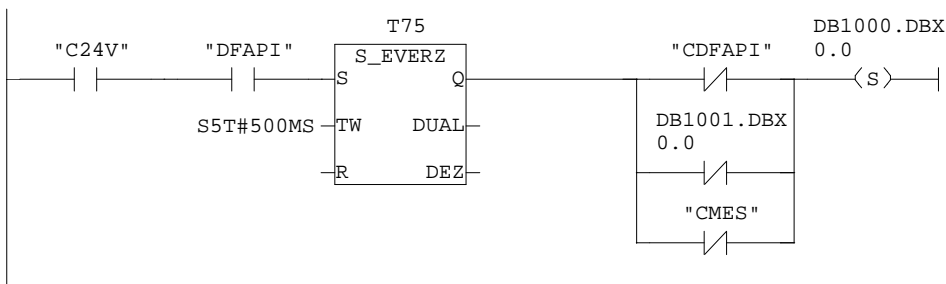 T75
DB1000.DBX
"C24V" "DFAPI" S_EVERZ "CDFAPI" 0.0
S Q S
S5T#500MS TW DUAL DB1001.DBX
0.0
R DEZ
"CMES"